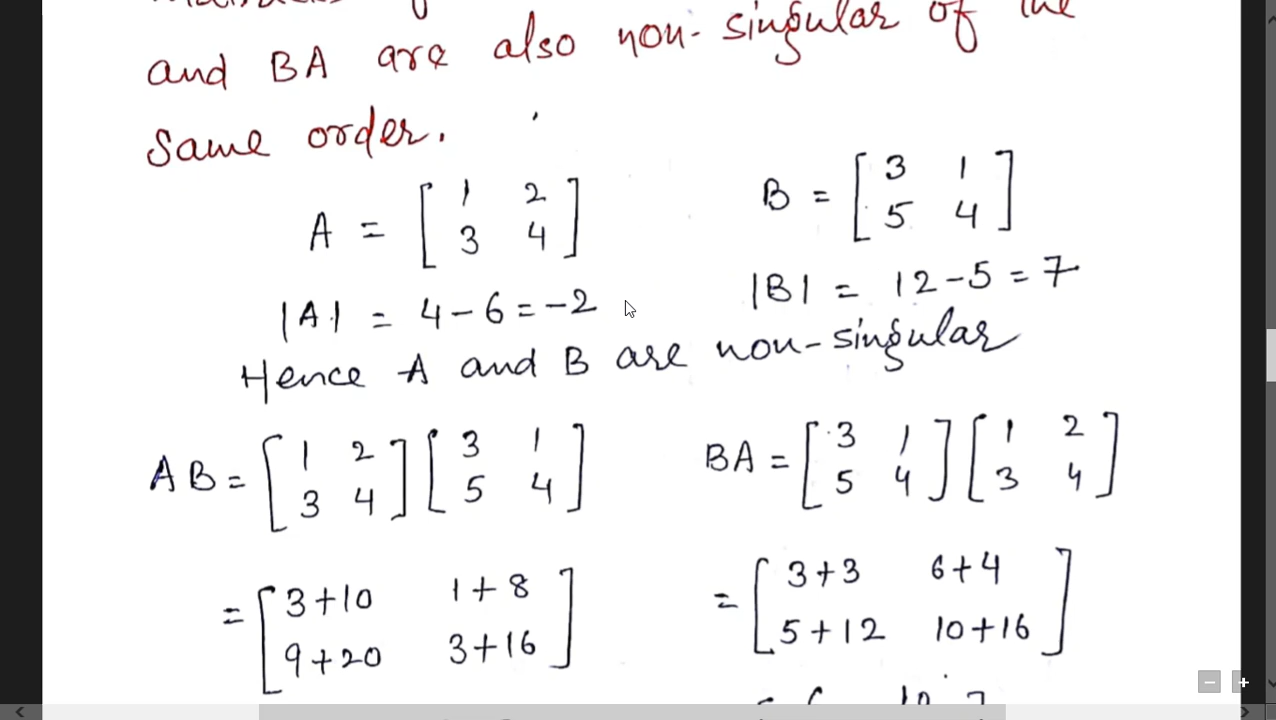 and BA are also non-singular of the
same order.
A = [ 1 2
3 4 ]
B = [ 3 1
5 4 ]
|A| = 4-6 = -2
|B| = 12-5 = 7
Hence A and B are non-singular
AB = [ 1 2
3 4 ] [ 3 1
5 4 ]
BA = [ 3 1
5 4 ] [ 1 2
3 4 ]
= [ 3+10 1+8
9+20 3+16 ]
= [ 3+3 6+4
5+12 10+16 ]